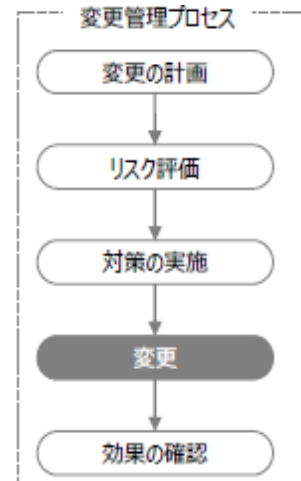 変更管理プロセス
変更の計画
リスク評価
対策の実施
変更
効果の確認